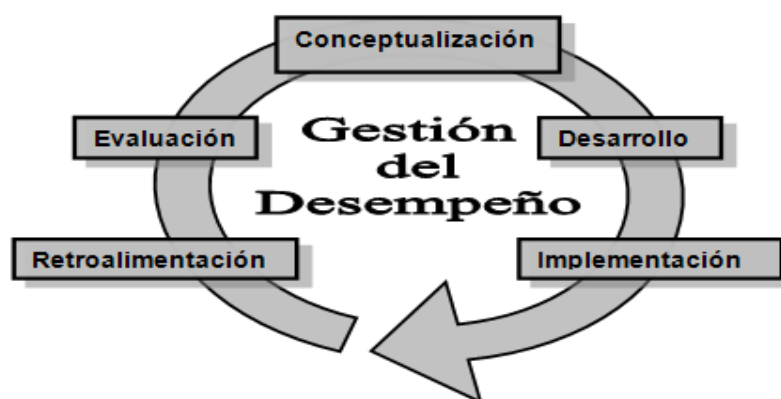 Conceptualización
Evaluación
Gestión
del
Desempeño
Desarrollo
Retroalimentación
Implementación